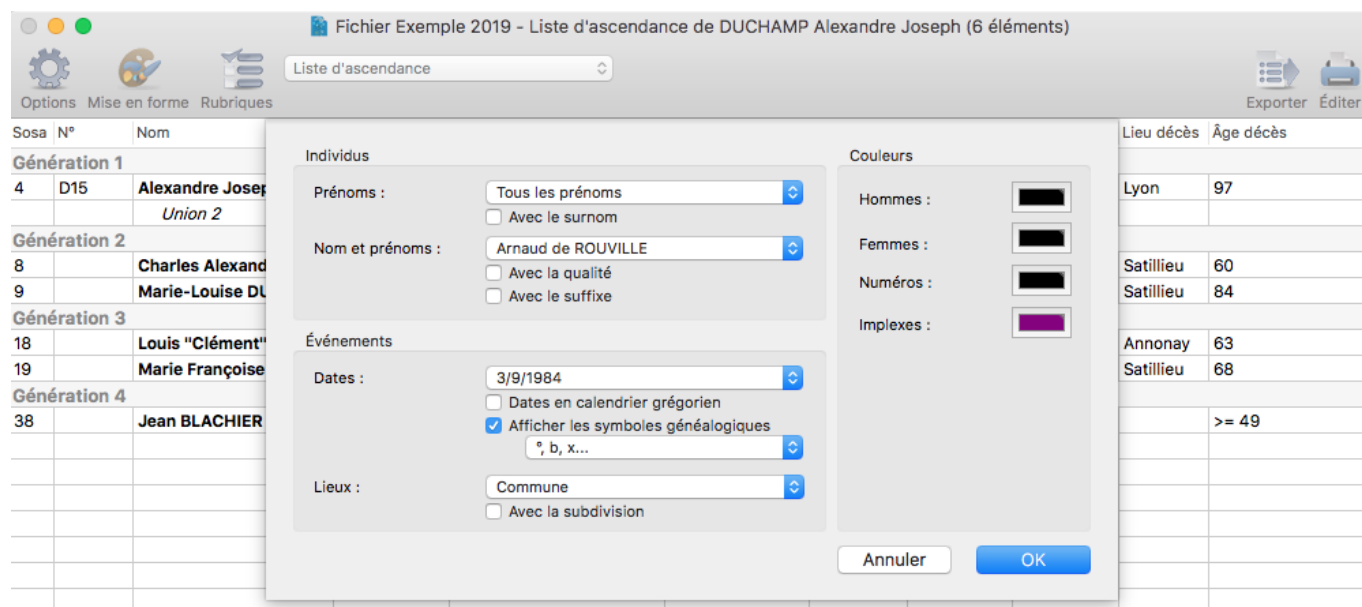 Fichier Exemple 2019 - Liste d'ascendance de DUCHAMP Alexandre Joseph (6 éléments)
Liste d'ascendance
Options Mise en forme Rubriques Exporter Éditer
Sosa N° Nom Lieu décès Âge décès
Génération 1
4 D15 Alexandre Josep Lyon 97
Union 2
Génération 2
8 Charles Alexand Satillieu 60
9 Marie-Louise DU Satillieu 84
Génération 3
18 Louis "Clément" Annonay 63
19 Marie Françoise Satillieu 68
Génération 4
38 Jean BLACHIER >= 49
Individus
Prénoms : Tous les prénoms
Avec le surnom
Nom et prénoms : Arnaud de ROUVILLE
Avec la qualité
Avec le suffixe
Événements
Dates : 3/9/1984
Dates en calendrier grégorien
Afficher les symboles généalogiques
°, b, x...
Lieux : Commune
Avec la subdivision
Couleurs
Hommes :
Femmes :
Numéros :
Implexes :
Annuler OK